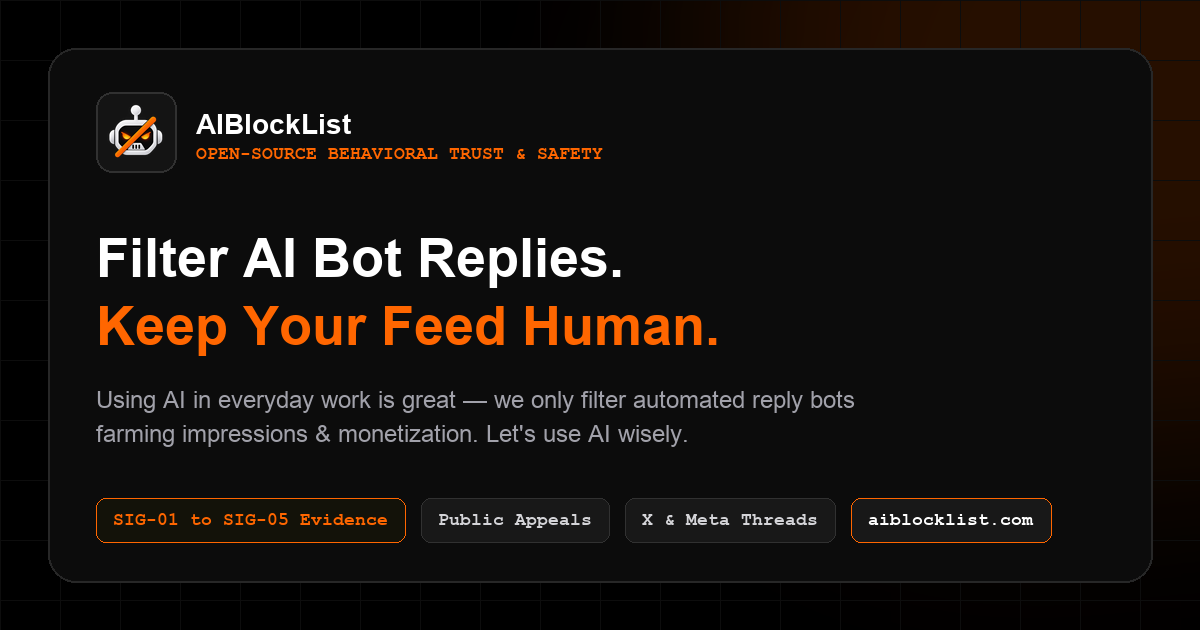 AIBlockList
OPEN-SOURCE BEHAVIORAL TRUST & SAFETY
Filter AI Bot Replies.
Keep Your Feed Human.
Using AI in everyday work is great — we only filter automated reply bots
farming impressions & monetization. Let's use AI wisely.
SIG-01 to SIG-05 Evidence
Public Appeals
X & Meta Threads
aiblocklist.com